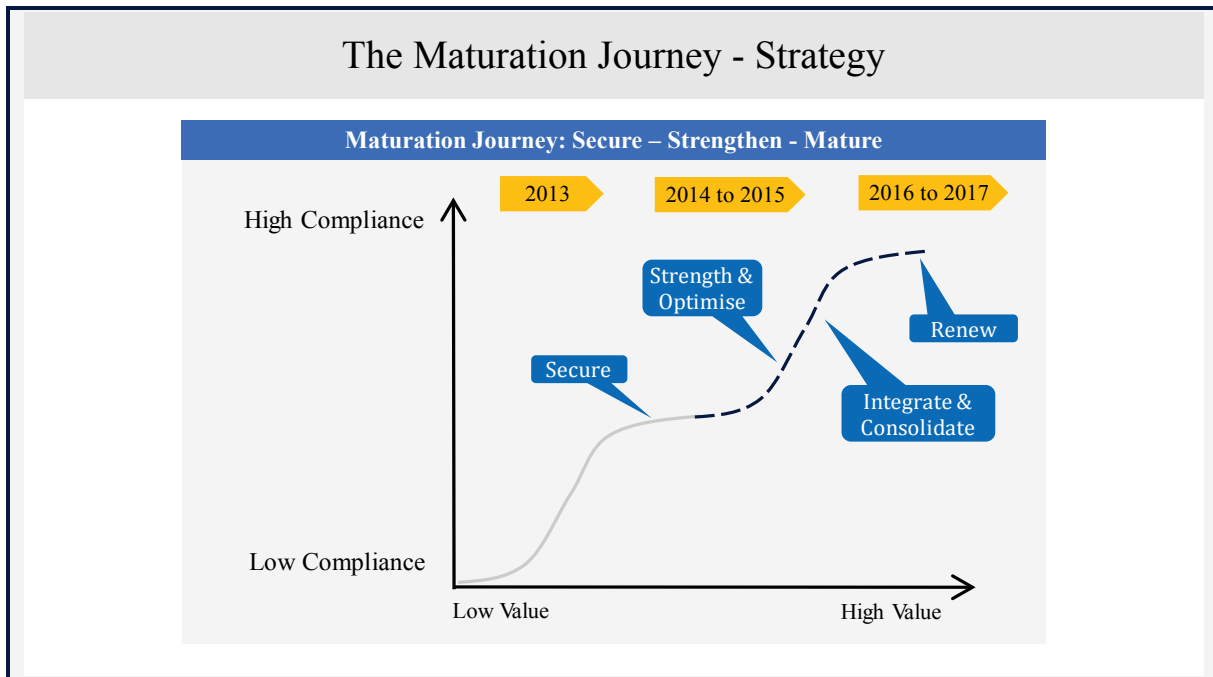 The Maturation Journey - Strategy
Maturation Journey: Secure – Strengthen - Mature
2013
2014 to 2015
2016 to 2017
High Compliance
Strength &
Optimise
Renew
Secure
Integrate &
Consolidate
Low Compliance
Low Value
High Value